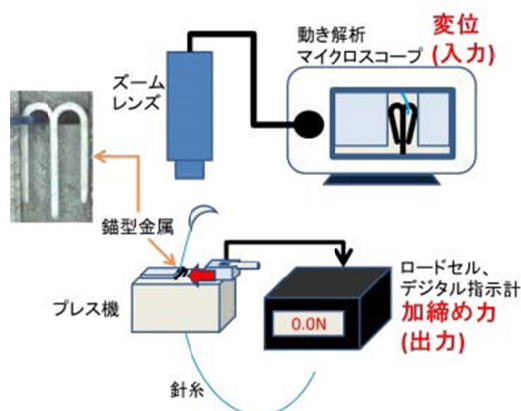 動き解析
マイクロスコープ
変位
(入力)
ズーム
レンズ
錨型金属
プレス機
ロードセル、
デジタル指示計
0.0N
加締め力
(出力)
針糸